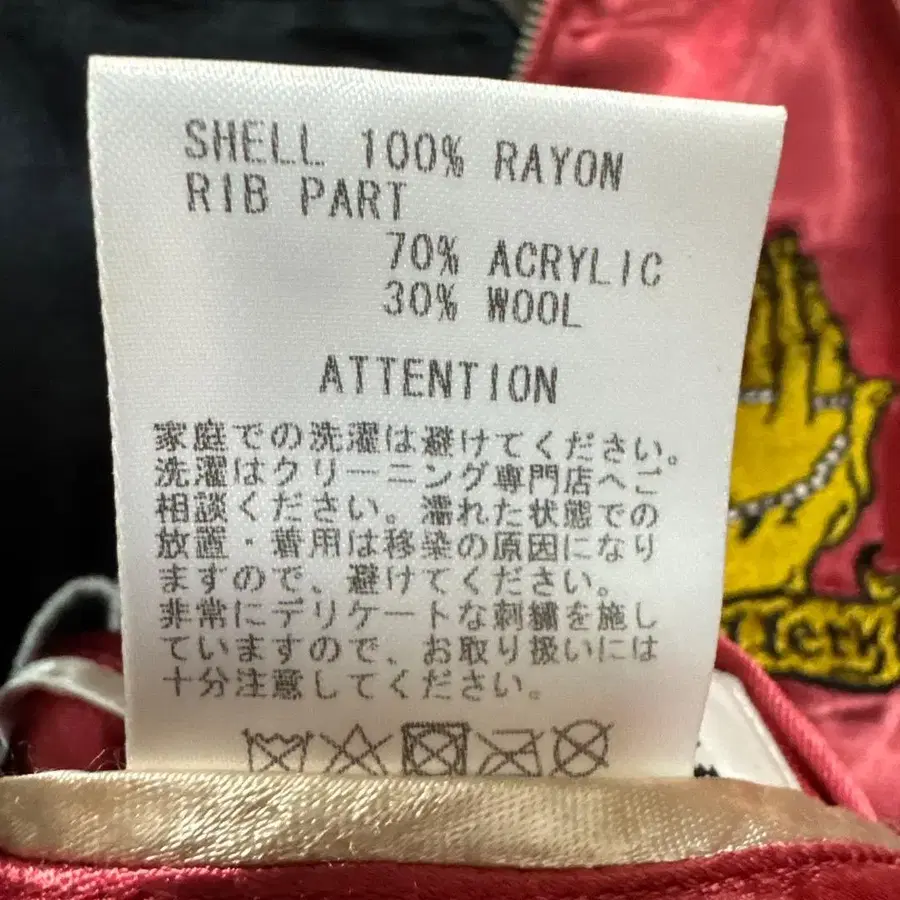 SHELL 100% RAYON
RIB PART
70% ACRYLIC
30% WOOL
ATTENTION
家庭での洗濯は避けてください。
洗濯はクリーニング専門店へご
相談ください。濡れた状態での
放置・着用は移染の原因になり
ますので、避けてください。
非常にデリケートな刺繍を施し
ていますので、お取り扱いには
十分注意してください。